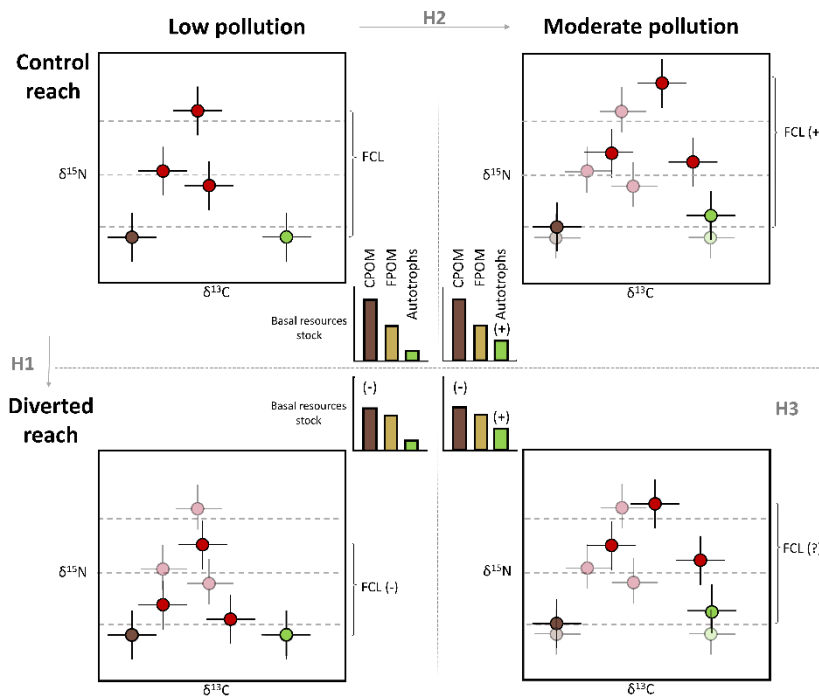 Low pollution
H2
Moderate pollution
Control
reach
δ15N
FCL
δ13C
δ15N
FCL (+
δ13C
CPOM
FPOM
Autotrophs
Basal resources
stock
CPOM
FPOM
Autotrophs
(+)
H1
Diverted
reach
(-)
Basal resources
stock
(-)
(+)
H3
δ15N
FCL (-)
δ13C
δ15N
FCL (?)
δ13C